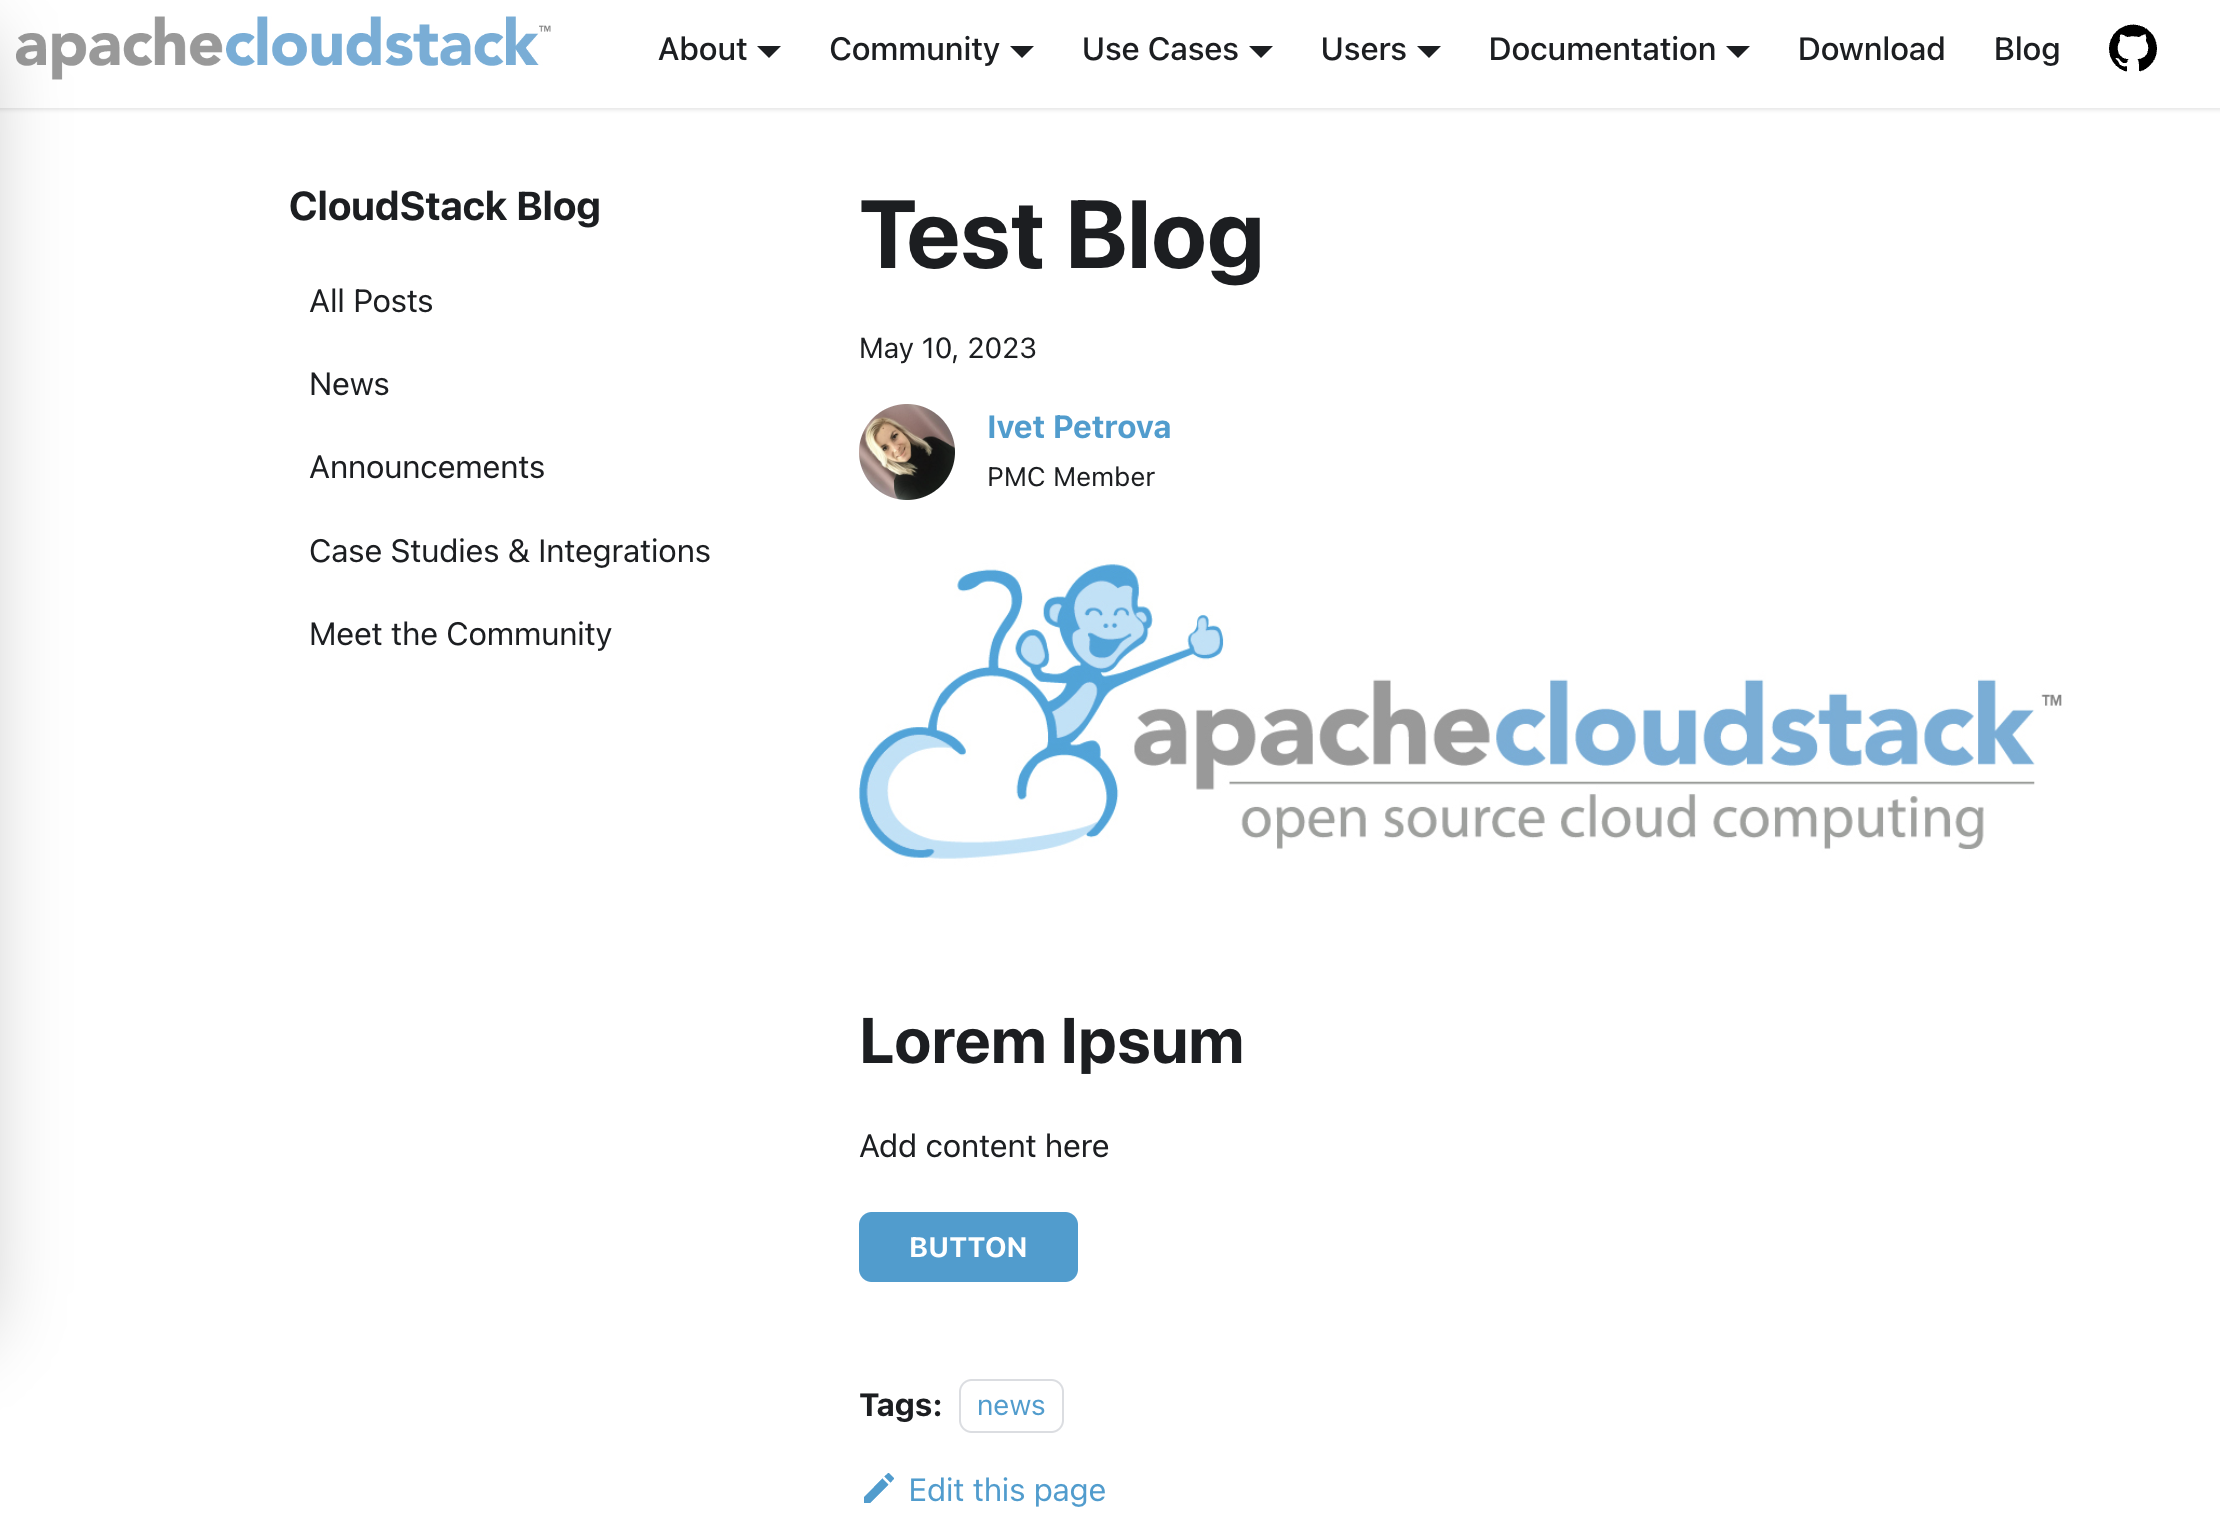 apachecloudstack™
About
Community
Use Cases
Users
Documentation
Download
Blog
CloudStack Blog
All Posts
News
Announcements
Case Studies & Integrations
Meet the Community
Test Blog
May 10, 2023
Ivet Petrova
PMC Member
apachecloudstack™
open source cloud computing
Lorem Ipsum
Add content here
BUTTON
Tags: news
Edit this page